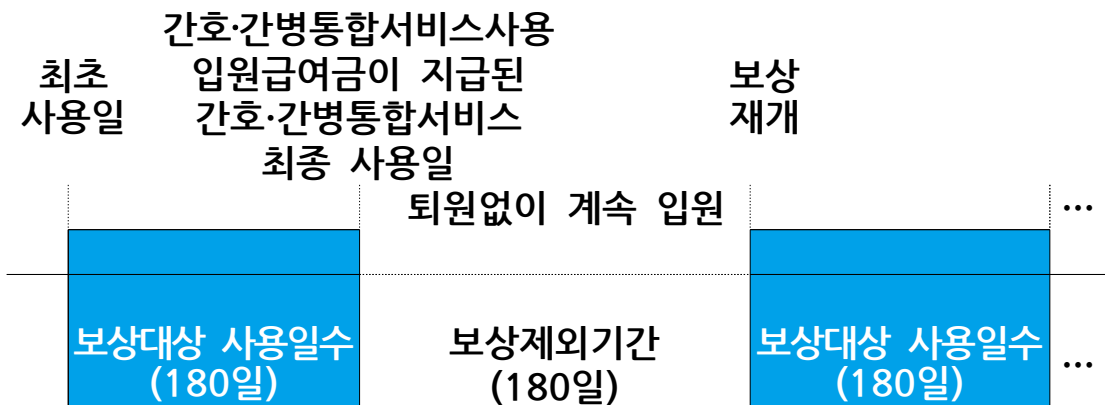 최초
사용일
간호·간병통합서비스사용
입원급여금이 지급된
간호·간병통합서비스
최종 사용일
보상
재개
퇴원없이 계속 입원
…
보상대상 사용일수
(180일)
보상제외기간
(180일)
보상대상 사용일수
(180일)
…